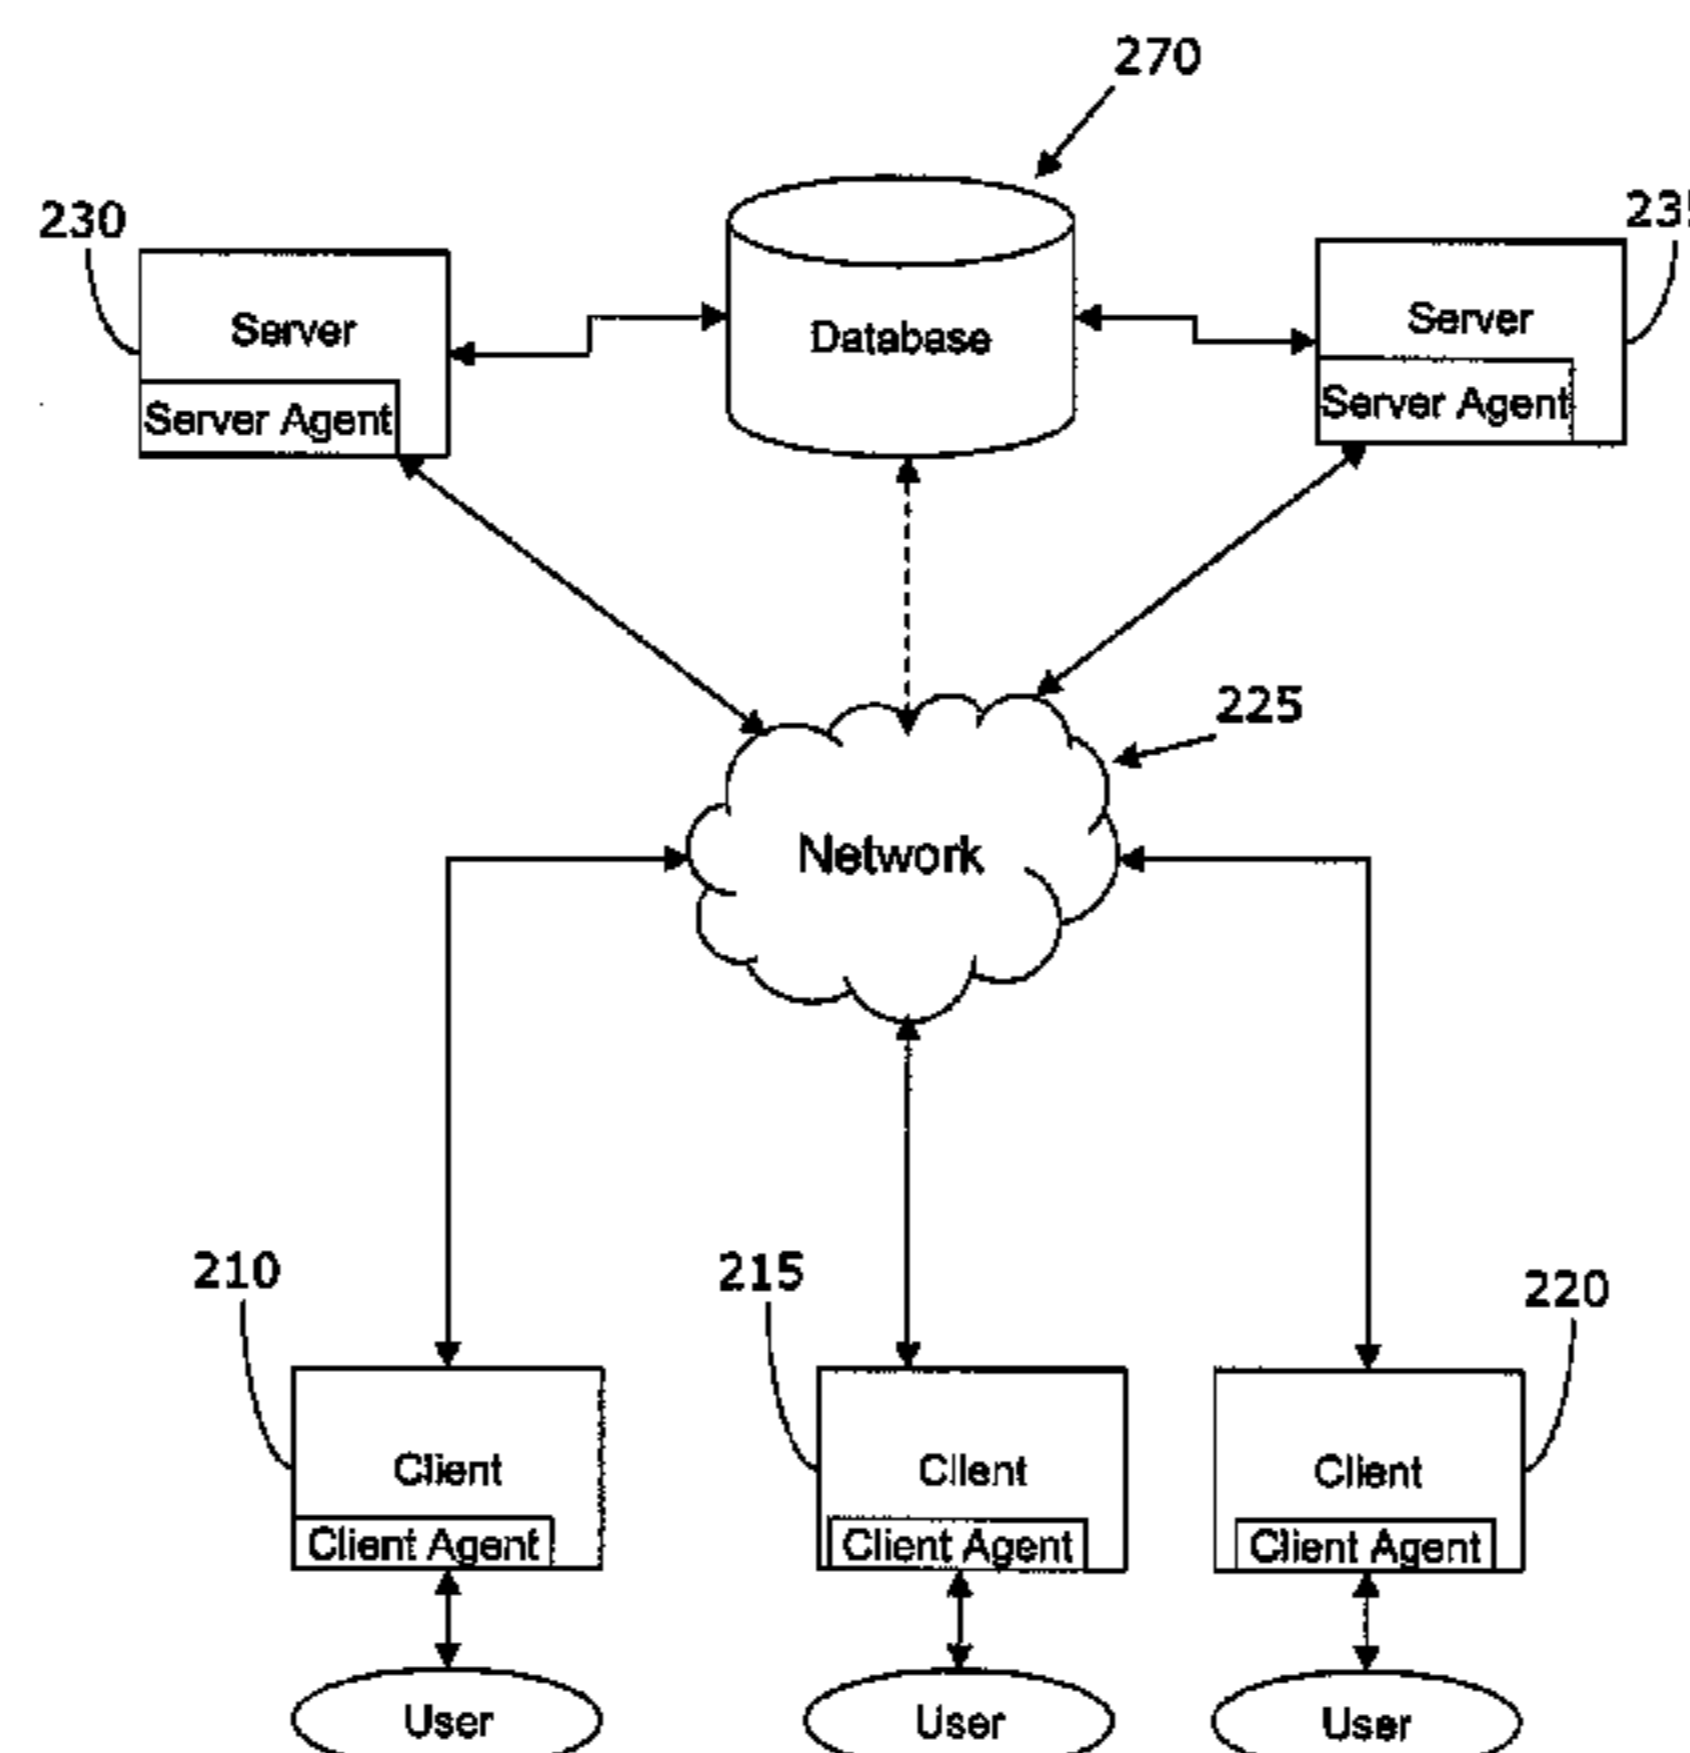 270
230
Server
Server Agent
Database
Server
Server Agent
225
Network
210
215
220
Client
Client Agent
Client
Client Agent
Client
Client Agent
User
User
User